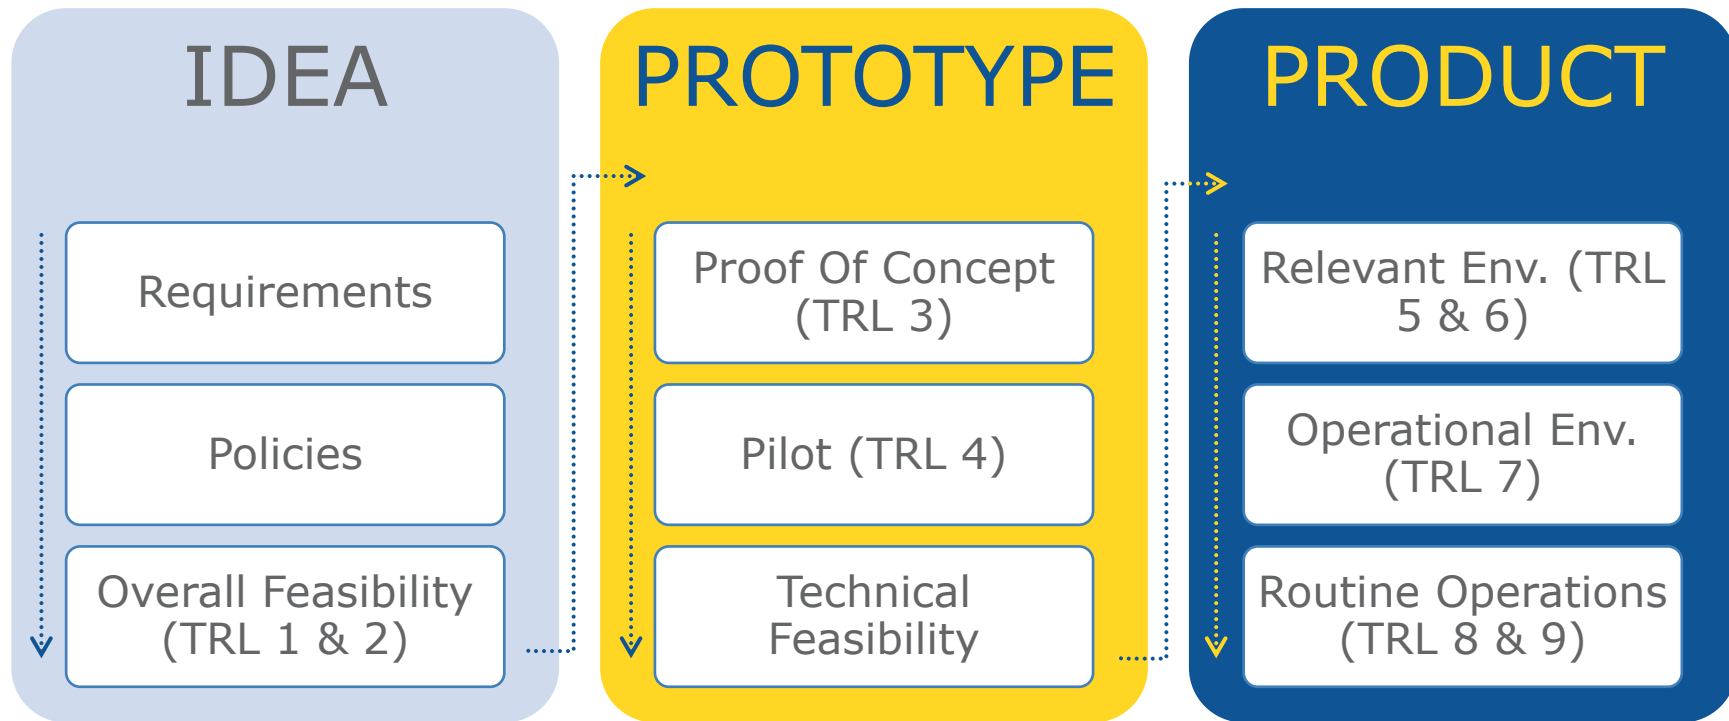 IDEA
Requirements
Policies
Overall Feasibility
(TRL 1 & 2)
PROTOTYPE
Proof Of Concept
(TRL 3)
Pilot (TRL 4)
Technical
Feasibility
PRODUCT
Relevant Env. (TRL
5 & 6)
Operational Env.
(TRL 7)
Routine Operations
(TRL 8 & 9)